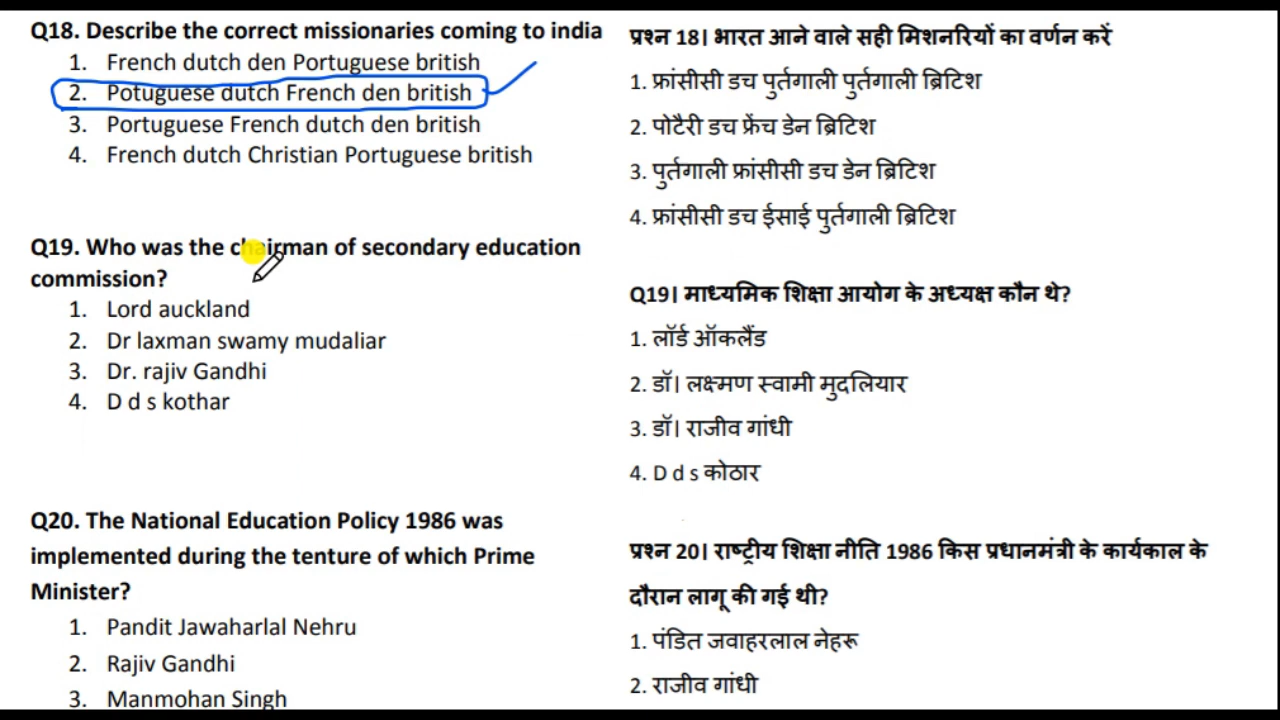 Q18. Describe the correct missionaries coming to india
1. French dutch den Portuguese british
2. Potuguese dutch French den british
3. Portuguese French dutch den british
4. French dutch Christian Portuguese british
Q19. Who was the chairman of secondary education
commission?
1. Lord auckland
2. Dr laxman swamy mudaliar
3. Dr. rajiv Gandhi
4. D d s kothar
Q20. The National Education Policy 1986 was
implemented during the tenture of which Prime
Minister?
1. Pandit Jawaharlal Nehru
2. Rajiv Gandhi
3. Manmohan Singh
प्रश्न 18। भारत आने वाले सही मिशनरियों का वर्णन करें
1. फ्रांसीसी डच पुर्तगाली पुर्तगाली ब्रिटिश
2. पोटैरी डच फ्रेंच डेन ब्रिटिश
3. पुर्तगाली फ्रांसीसी डच डेन ब्रिटिश
4. फ्रांसीसी डच ईसाई पुर्तगाली ब्रिटिश
Q19। माध्यमिक शिक्षा आयोग के अध्यक्ष कौन थे?
1. लॉर्ड ऑकलैंड
2. डॉ। लक्ष्मण स्वामी मुदलियार
3. डॉ। राजीव गांधी
4. D d s कोठार
प्रश्न 20। राष्ट्रीय शिक्षा नीति 1986 किस प्रधानमंत्री के कार्यकाल के
दौरान लागू की गई थी?
1. पंडित जवाहरलाल नेहरू
2. राजीव गांधी